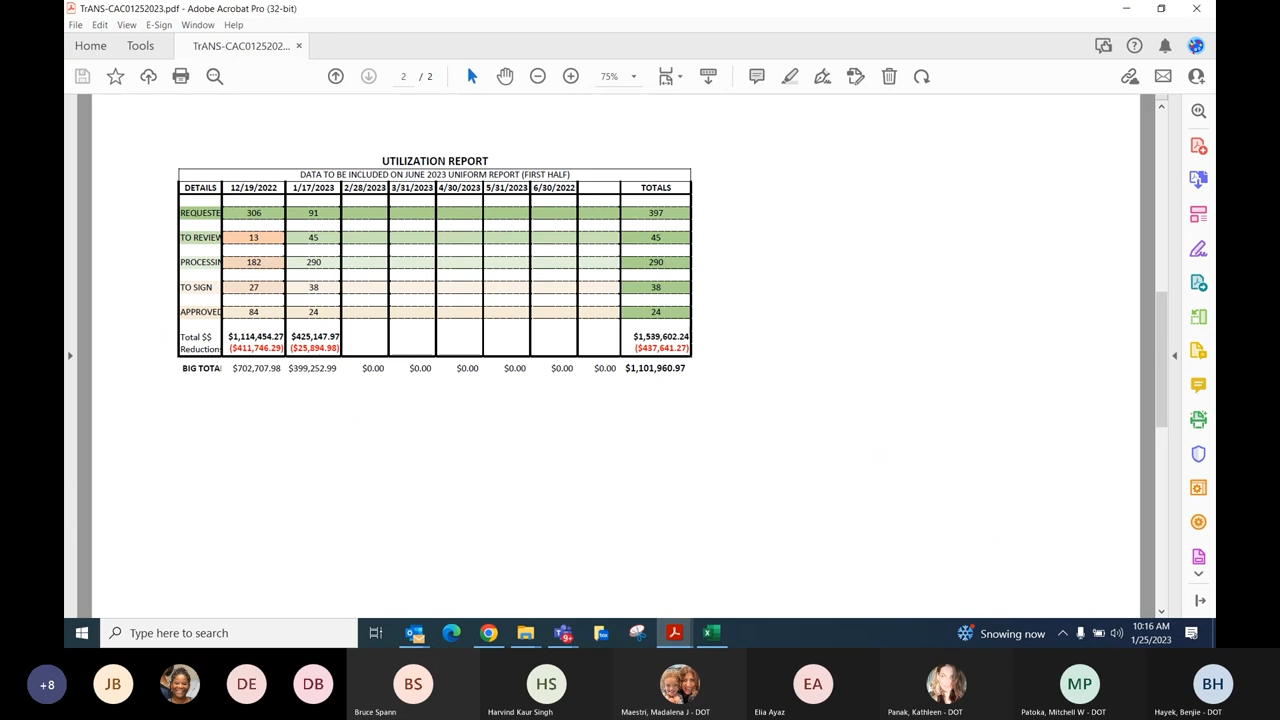 TrANS-CAC01252023.pdf - Adobe Acrobat Pro (32-bit)
File Edit View E-Sign Window Help
Home Tools TrANS-CAC0125202... ×
2 / 2 75%
UTILIZATION REPORT
DATA TO BE INCLUDED ON JUNE 2023 UNIFORM REPORT (FIRST HALF)
DETAILS 12/19/2022 1/17/2023 2/28/2023 3/31/2023 4/30/2023 5/31/2023 6/30/2022 TOTALS
REQUESTE 306 91 397
TO REVIEW 13 45 45
PROCESSIN 182 290 290
TO SIGN 27 38 38
APPROVED 84 24 24
Total $$ $1,114,454.27 $425,147.97 $1,539,602.24
Reduction ($411,746.29) ($25,894.98) ($437,641.27)
BIG TOTA $702,707.98 $399,252.99 $0.00 $0.00 $0.00 $0.00 $0.00 $0.00 $1,101,960.97
Type here to search
Snowing now
10:16 AM
1/25/2023
9+
+8 JB DE DB BS HS EA MP BH
Bruce Spann Harvind Kaur Singh Maestri, Madalena J - DOT Elia Ayaz Panak, Kathleen - DOT Patoka, Mitchell W - DOT Hayek, Benjie - DOT